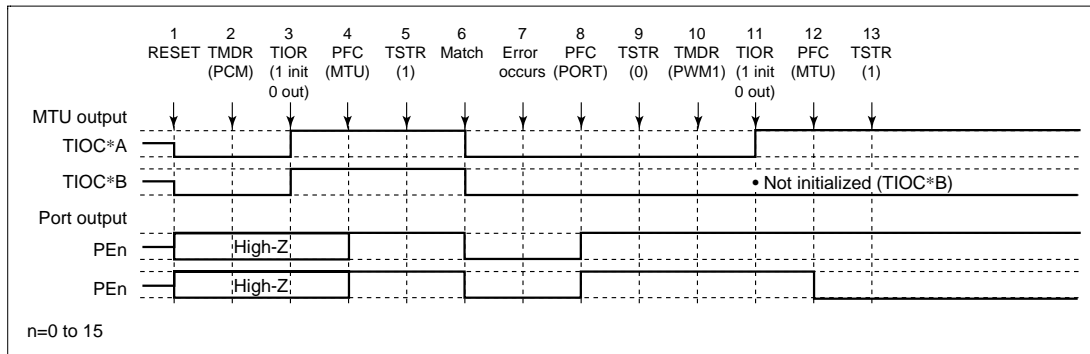 1 2 3 4 5 6 7 8 9 10 11 12 13
RESET TMDR TIOR PFC TSTR Match Error PFC TSTR TMDR TIOR PFC TSTR
(PCM) (1 init (MTU) (1) occurs (PORT) (0) (PWM1) (1 init (MTU) (1)
0 out) 0 out)
MTU output
TIOC*A
TIOC*B
• Not initialized (TIOC*B)
Port output
PEn
High-Z
PEn
High-Z
n=0 to 15